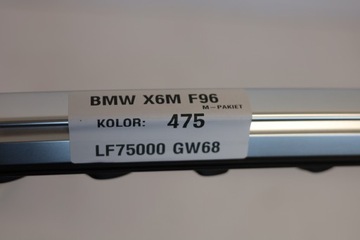 BMW X6M F96
M-PAKIET
KOLOR: 475
LF75000 GW68